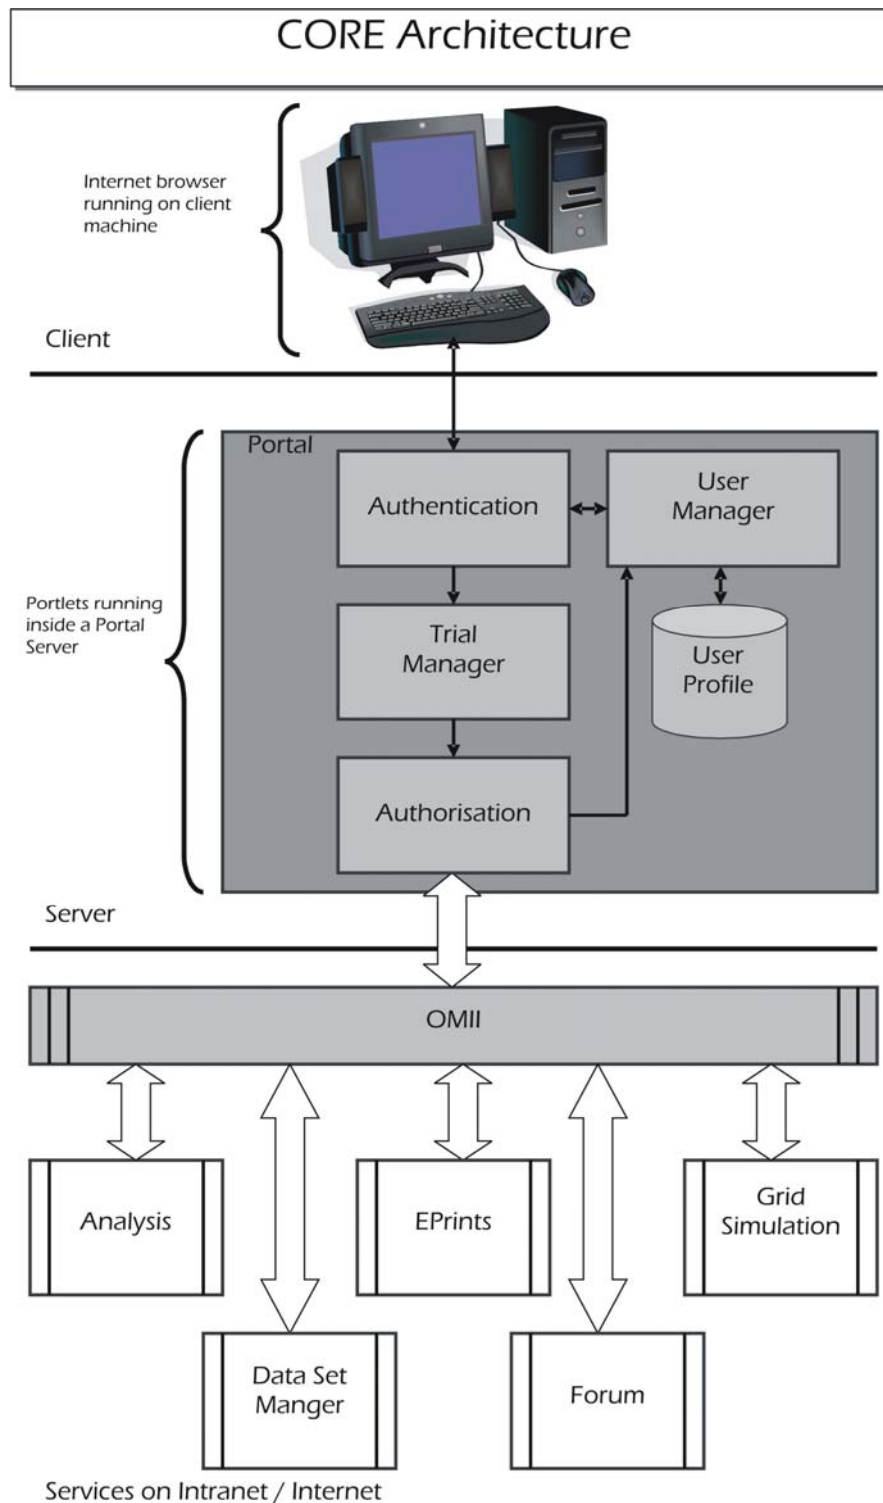 CORE Architecture
Internet browser
running on client
machine
Client
Portal
Authentication
User
Manager
Portlets running
inside a Portal
Server
Trial
Manager
User
Profile
Authorisation
Server
OMII
Analysis
EPrints
Grid
Simulation
Data Set
Manger
Forum
Services on Intranet / Internet